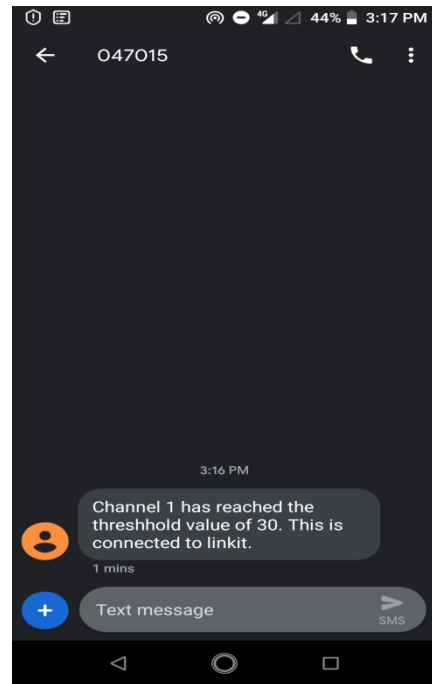 4G 44% 3:17 PM
047015
3:16 PM
Channel 1 has reached the
threshhold value of 30. This is
connected to linkit.
1 mins
Text message
SMS